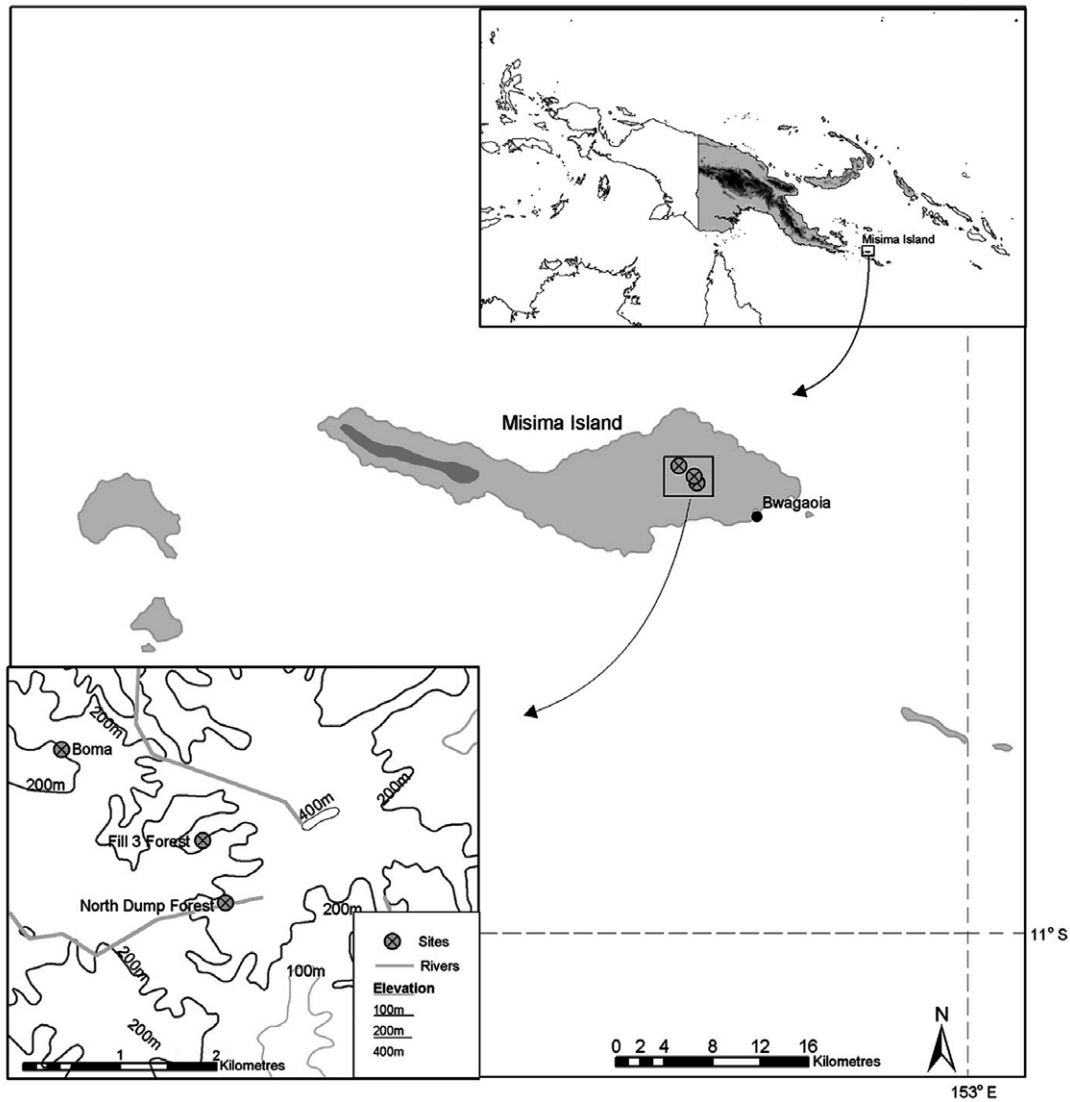 Misima Island
Misima Island
Bwagaoia
200m
Boma
200m
400m
200m
Fill 3 Forest
North Dump Forest
200m
200m
100m
200m
Sites
Rivers
Elevation
100m
200m
400m
1 2 Kilometres
0 2 4 8 12 16
Kilometres
N
11° S
153° E